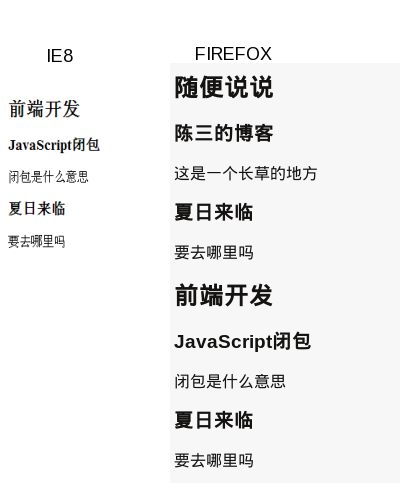 IE8
前端开发
JavaScript闭包
闭包是什么意思
夏日来临
要去哪里吗
FIREFOX
随便说说
陈三的博客
这是一个长草的地方
夏日来临
要去哪里吗
前端开发
JavaScript闭包
闭包是什么意思
夏日来临
要去哪里吗